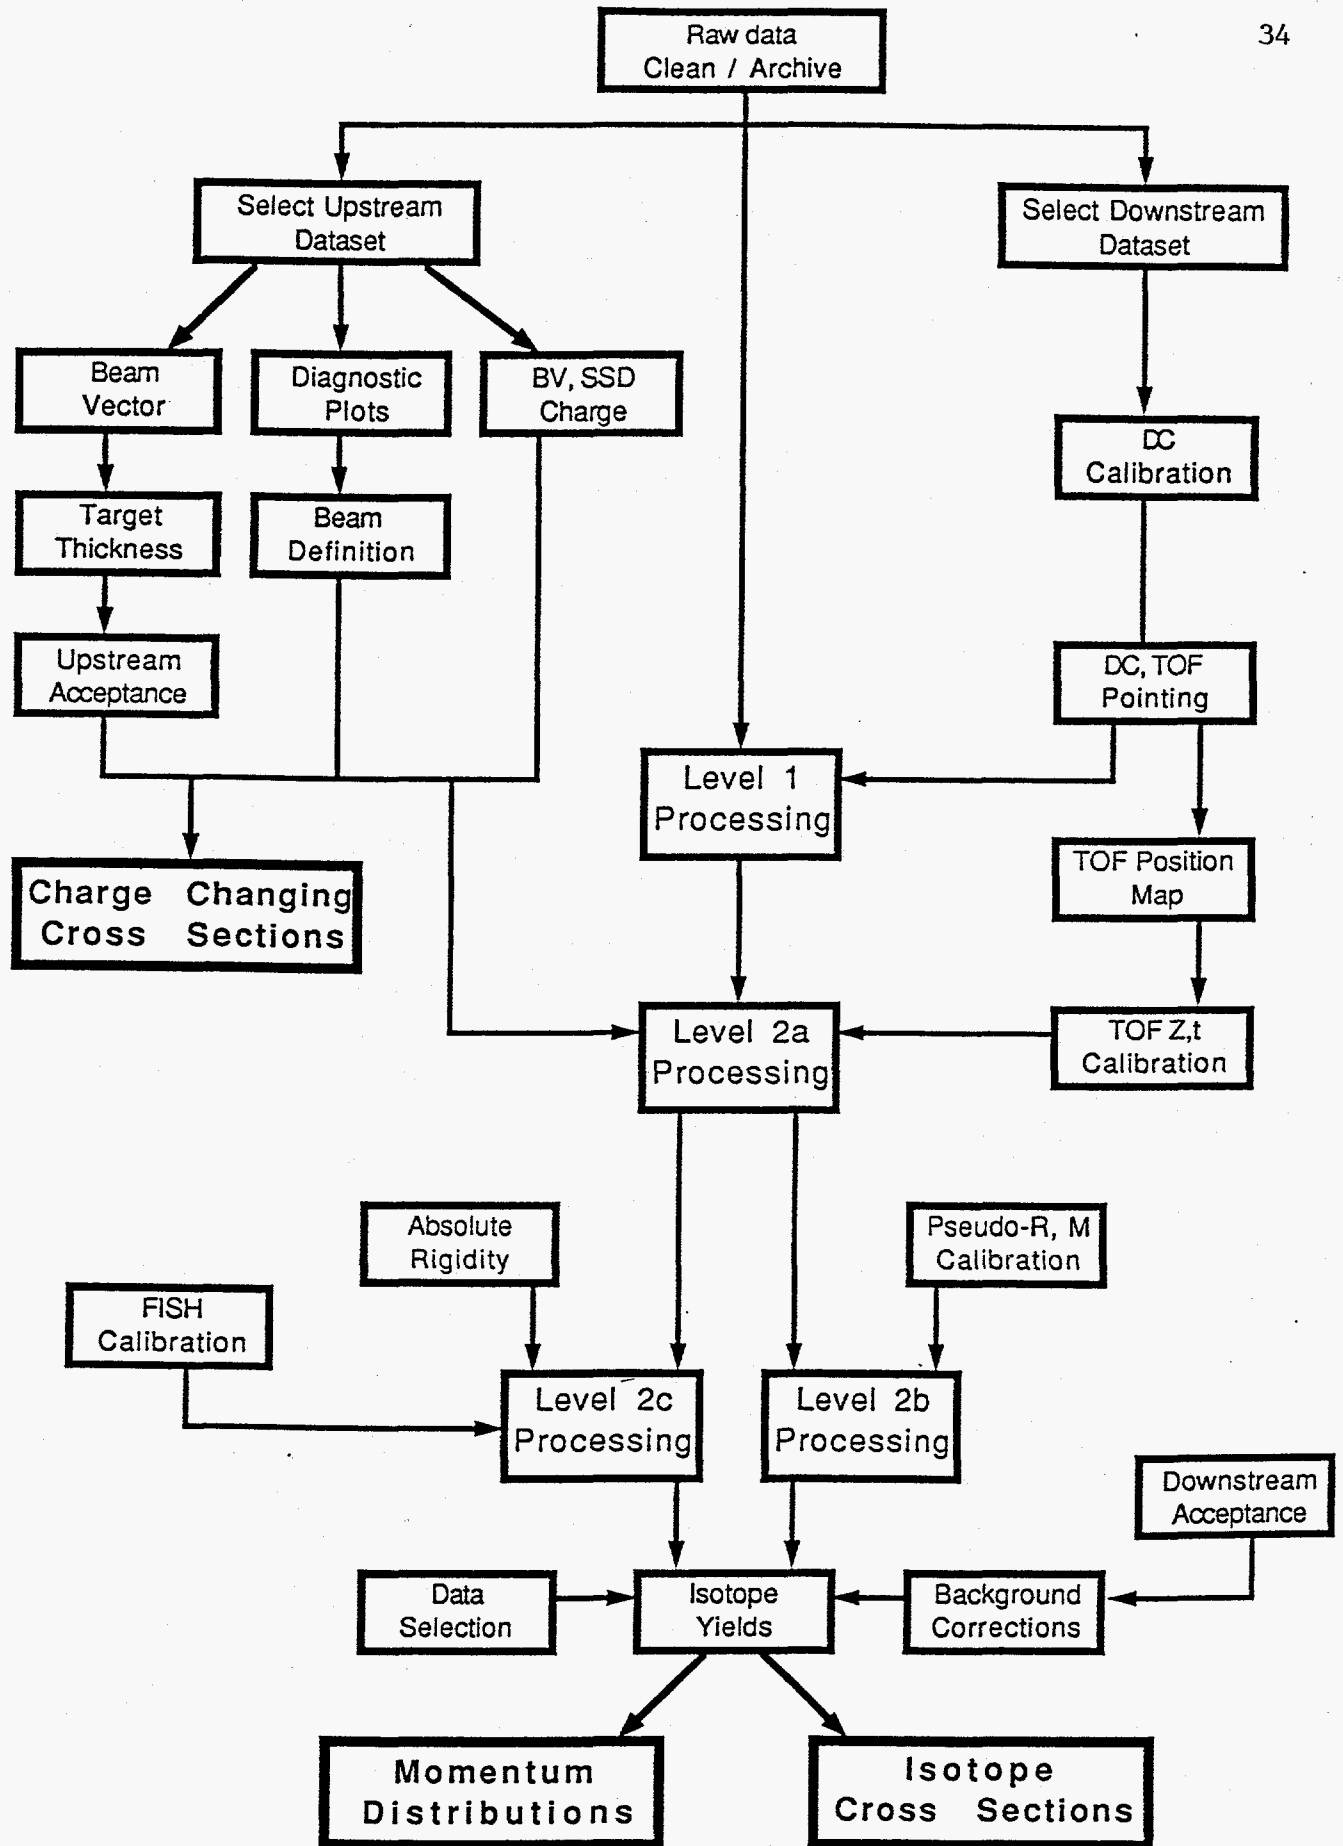 34
Raw data
Clean / Archive
Select Upstream
Dataset
Select Downstream
Dataset
Beam
Vector
Diagnostic
Plots
BV, SSD
Charge
DC
Calibration
Target
Thickness
Beam
Definition
Upstream
Acceptance
DC, TOF
Pointing
Level 1
Processing
TOF Position
Map
Charge Changing
Cross Sections
Level 2a
Processing
TOF Z,t
Calibration
Absolute
Rigidity
Pseudo-R, M
Calibration
FISH
Calibration
Level 2c
Processing
Level 2b
Processing
Downstream
Acceptance
Data
Selection
Isotope
Yields
Background
Corrections
Momentum
Distributions
Isotope
Cross Sections